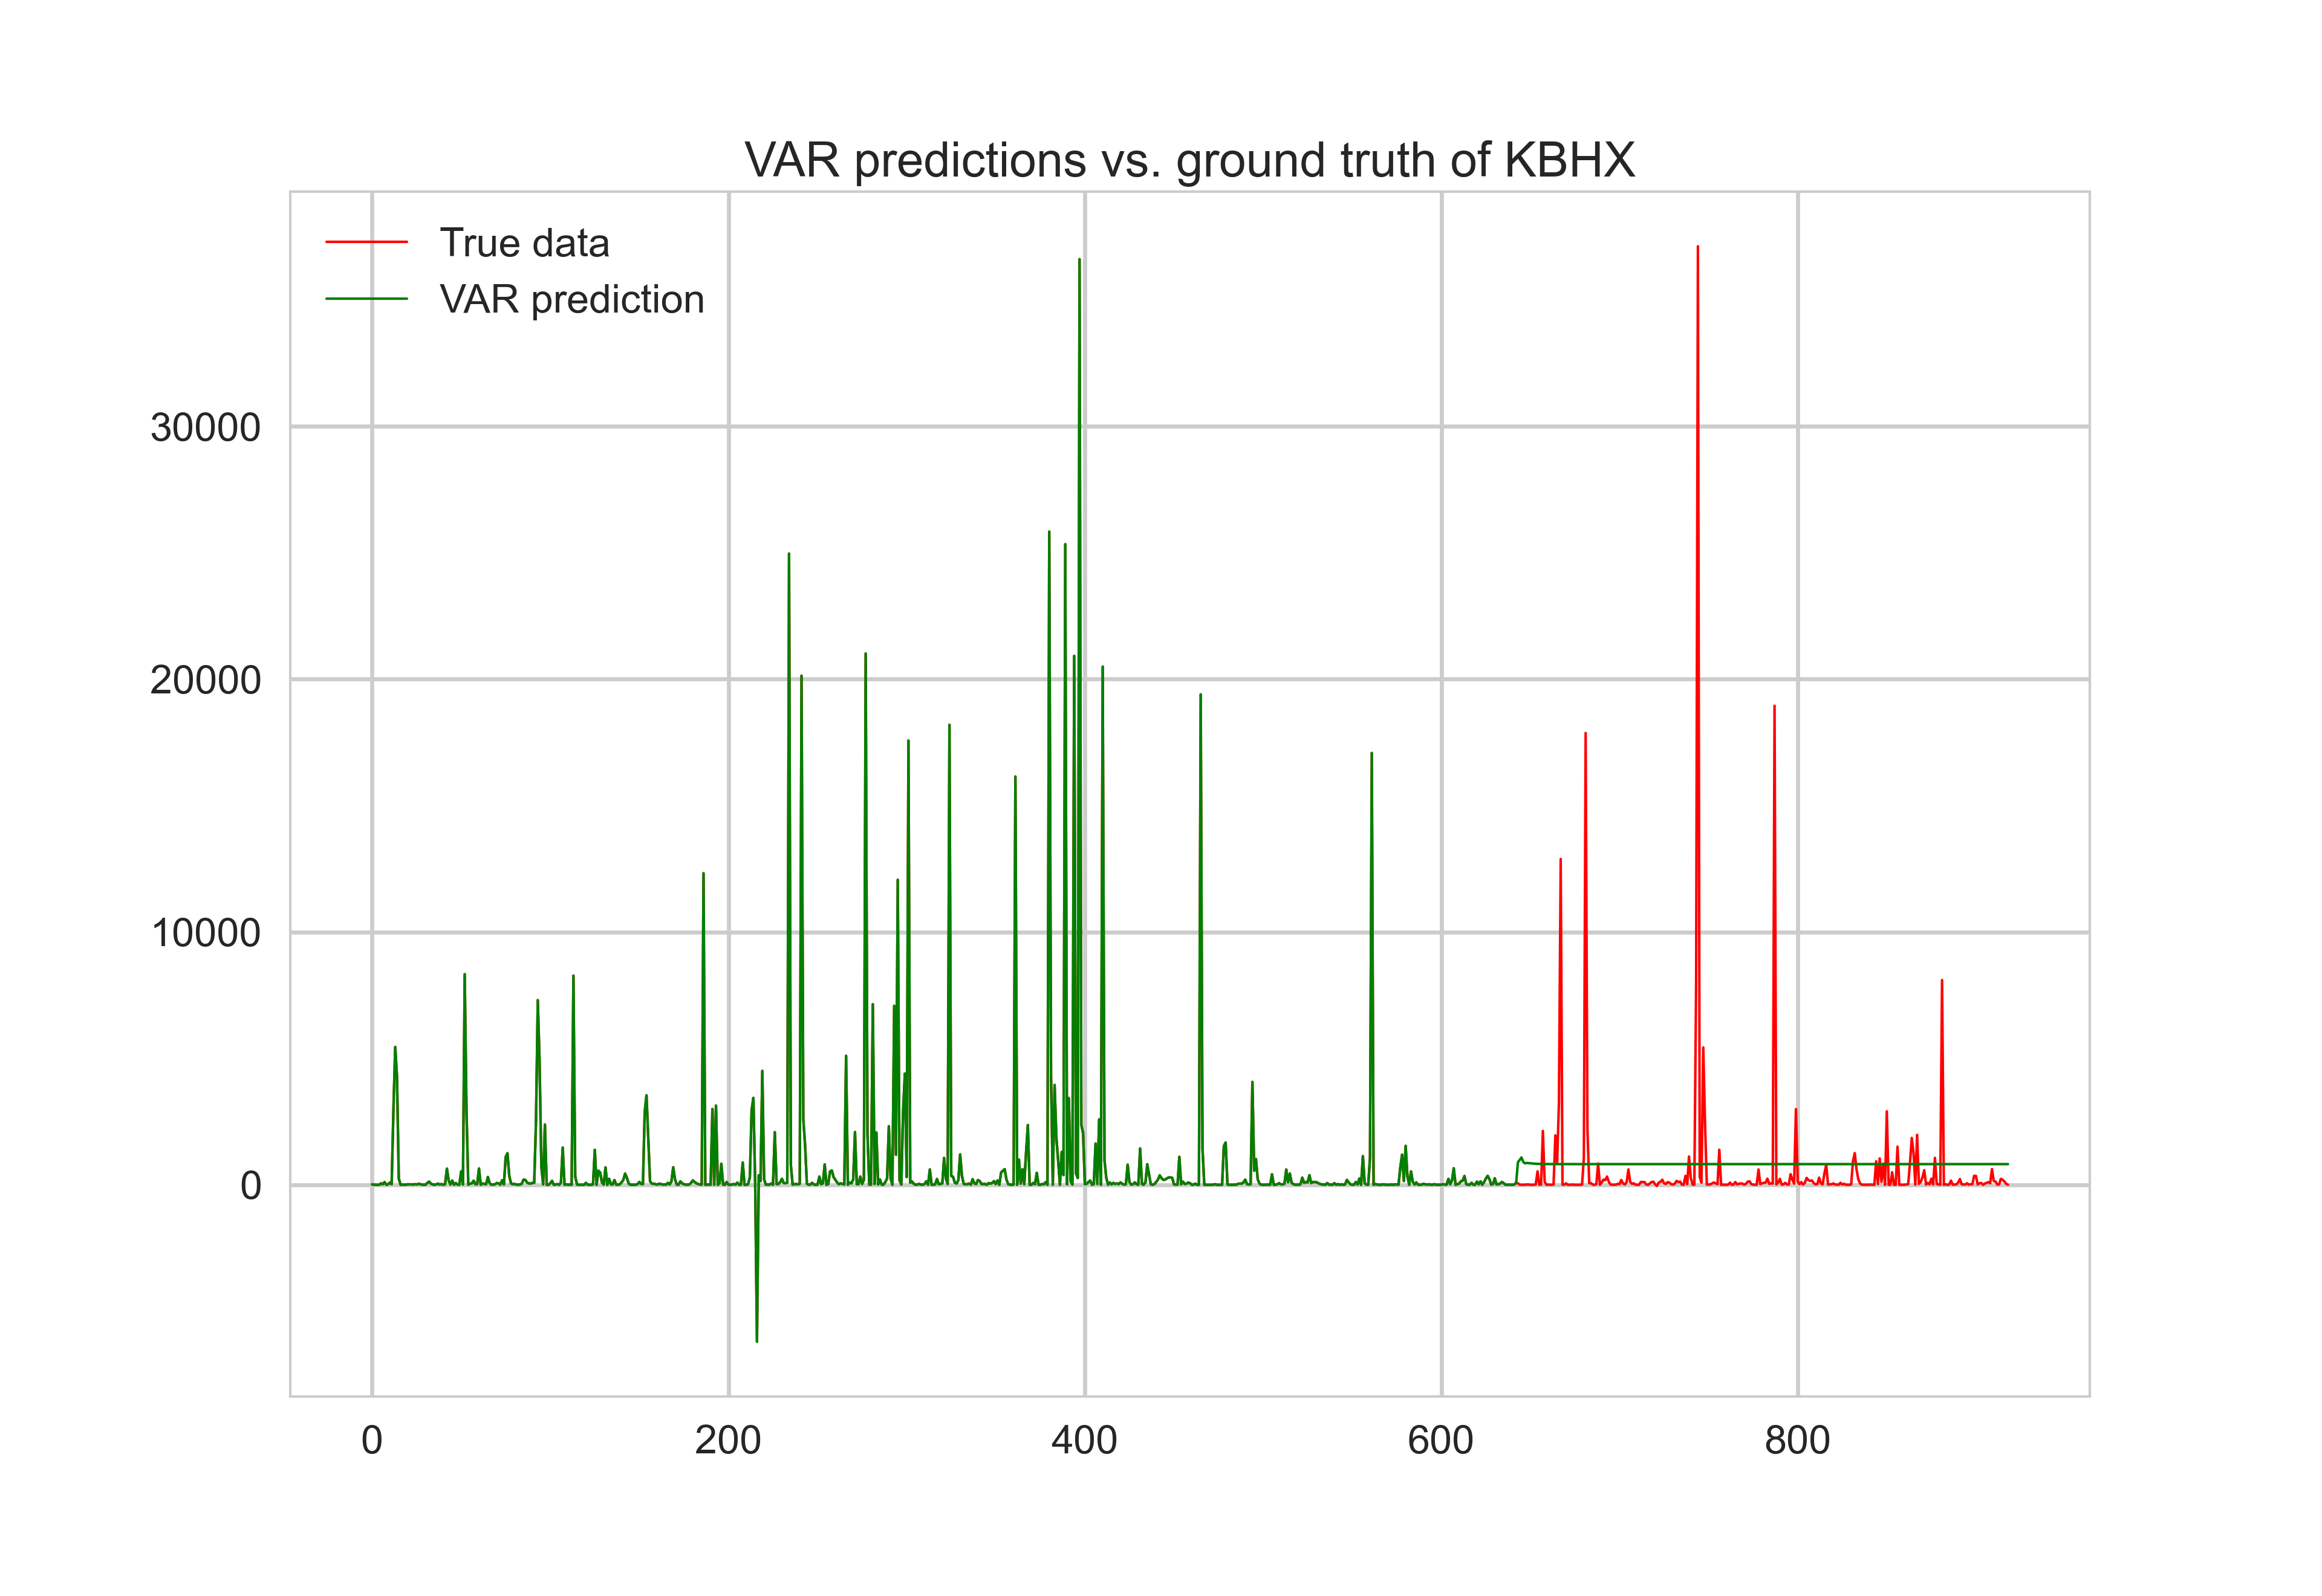 VAR predictions vs. ground truth of KBHX
True data
VAR prediction
30000
20000
10000
0
0 200 400 600 800